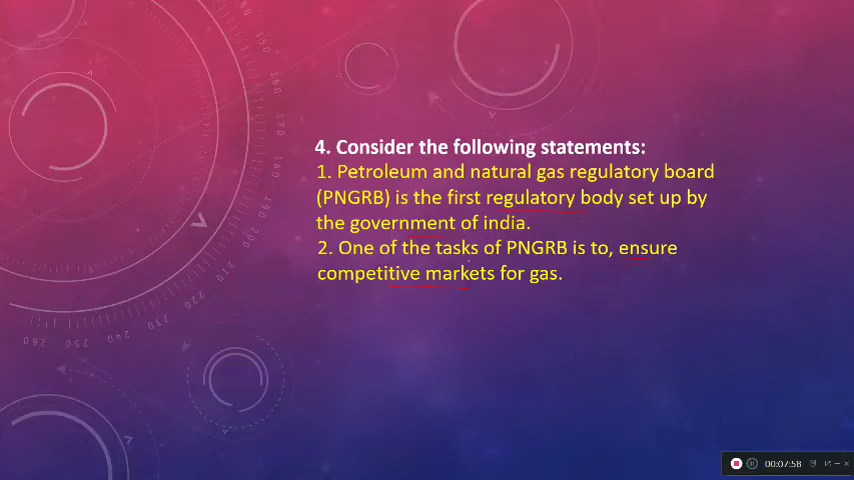 4. Consider the following statements:
1. Petroleum and natural gas regulatory board
(PNGRB) is the first regulatory body set up by
the government of india.
2. One of the tasks of PNGRB is to, ensure
competitive markets for gas.
00:07:58